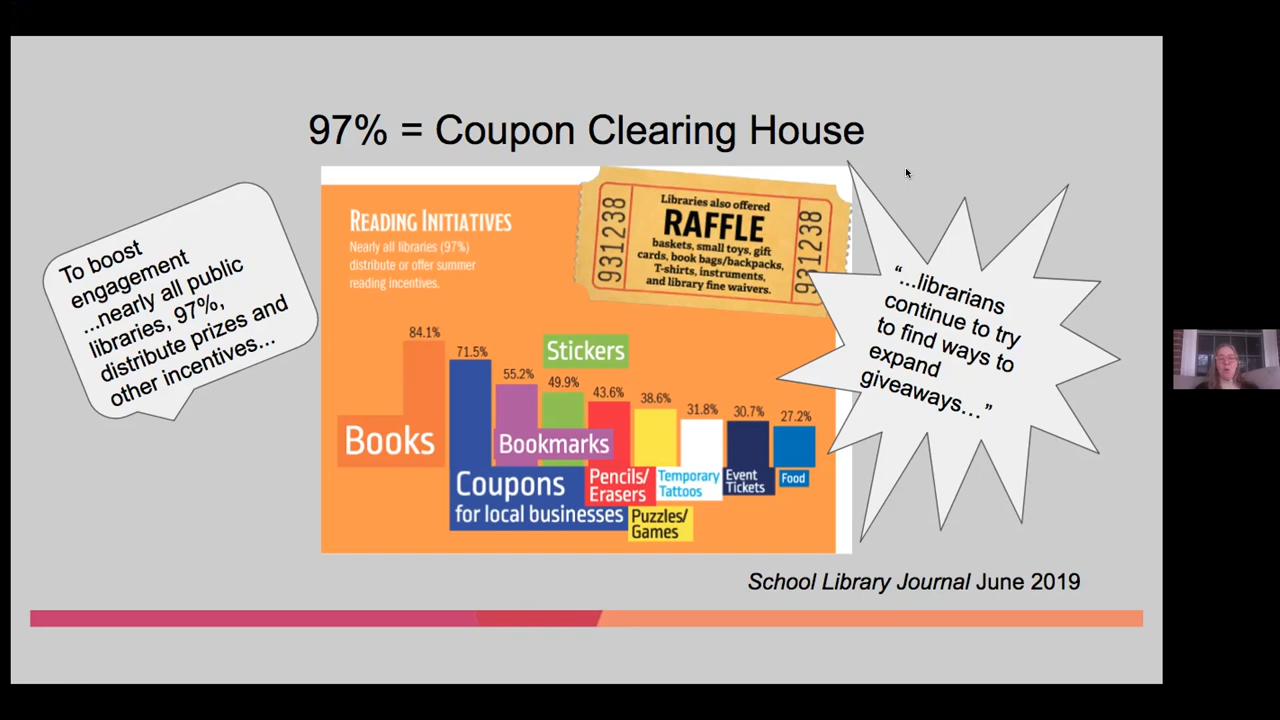 97% = Coupon Clearing House
To boost
engagement
...nearly all public
libraries, 97%,
distribute prizes and
other incentives...
READING INITIATIVES
Nearly all libraries (97%)
distribute or offer summer
reading incentives.
931238
Libraries also offered
RAFFLE
baskets, small toys, gift
cards, book bags/backpacks,
T-shirts, instruments,
and library fine waivers.
931238
84.1%
71.5%
55.2%
49.9%
43.6%
38.6%
31.8%
30.7%
27.2%
Stickers
Books
Bookmarks
Coupons
for local businesses
Pencils/
Erasers
Puzzles/
Games
Temporary
Tattoos
Event
Tickets
Food
“...librarians
continue to try
to find ways to
expand
giveaways...”
School Library Journal June 2019